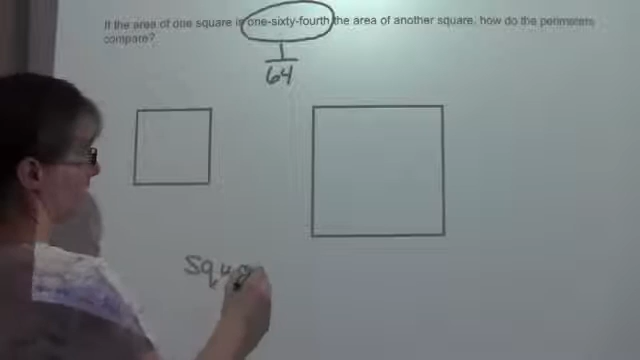 If the area of one square is one-sixty-fourth the area of another square, how do the perimeters
compare?
1
64
squa